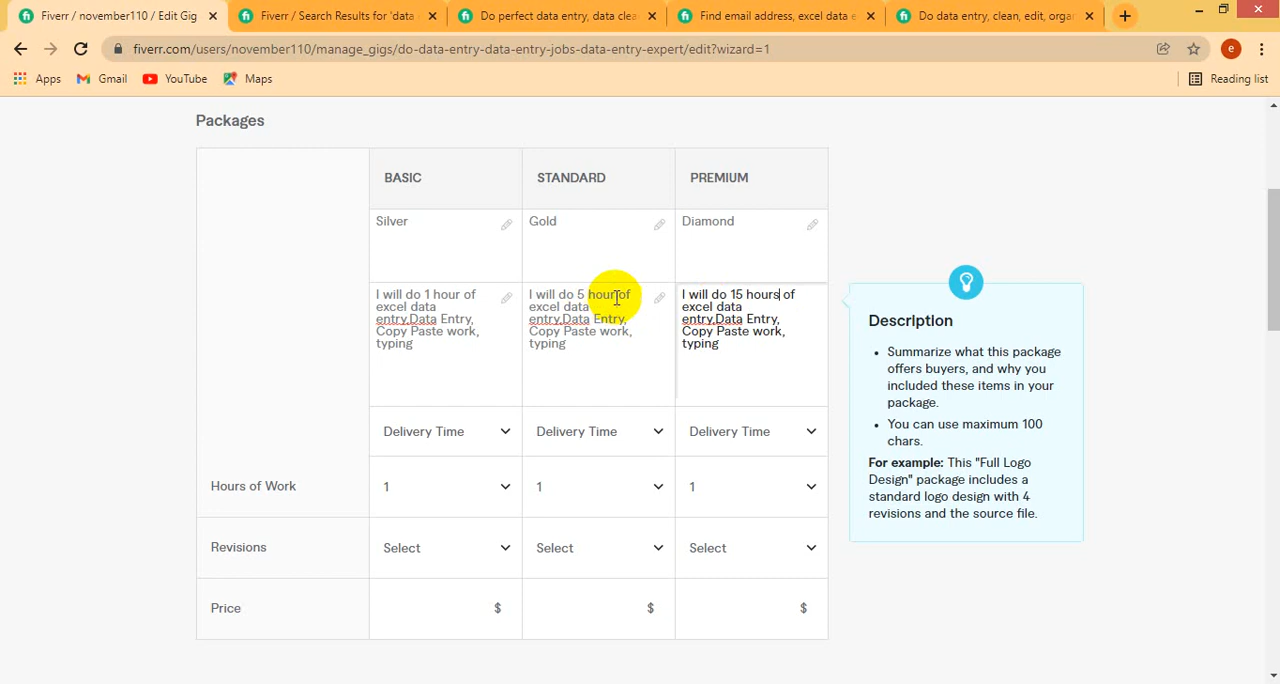 Fiverr / november110 / Edit Gig
Fiverr / Search Results for 'data
Do perfect data entry, data clea
Find email address, excel data e
Do data entry, clean, edit, orga
fiverr.com/users/november110/manage_gigs/do-data-entry-data-entry-jobs-data-entry-expert/edit?wizard=1
e
Apps
Gmail
YouTube
Maps
Reading list
Packages
BASIC
STANDARD
PREMIUM
Silver
Gold
Diamond
I will do 1 hour of
excel data
entry,Data Entry,
Copy Paste work,
typing
I will do 5 hour of
excel data
entry,Data Entry,
Copy Paste work,
typing
I will do 15 hours of
excel data
entry,Data Entry,
Copy Paste work,
typing
Delivery Time
Delivery Time
Delivery Time
Hours of Work
1
1
1
Revisions
Select
Select
Select
Price
$
$
$
Description
• Summarize what this package
offers buyers, and why you
included these items in your
package.
• You can use maximum 100
chars.
For example: This "Full Logo
Design" package includes a
standard logo design with 4
revisions and the source file.